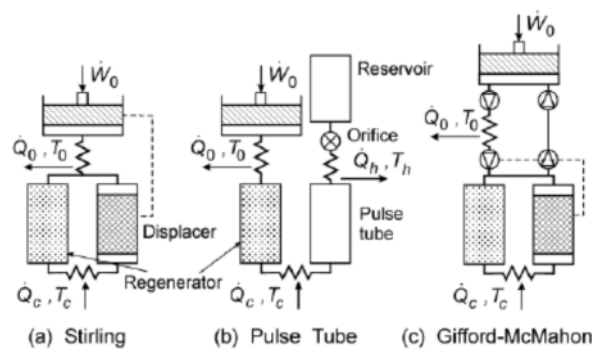 Ẇ₀
Q̇₀, T₀
Displacer
Regenerator
Q̇c, Tc
(a) Stirling
Ẇ₀
Reservoir
Orifice
Q̇₀, T₀
Q̇h, Th
Pulse
tube
Q̇c, Tc
(b) Pulse Tube
Ẇ₀
Q̇₀, T₀
Q̇c, Tc
(c) Gifford-McMahon